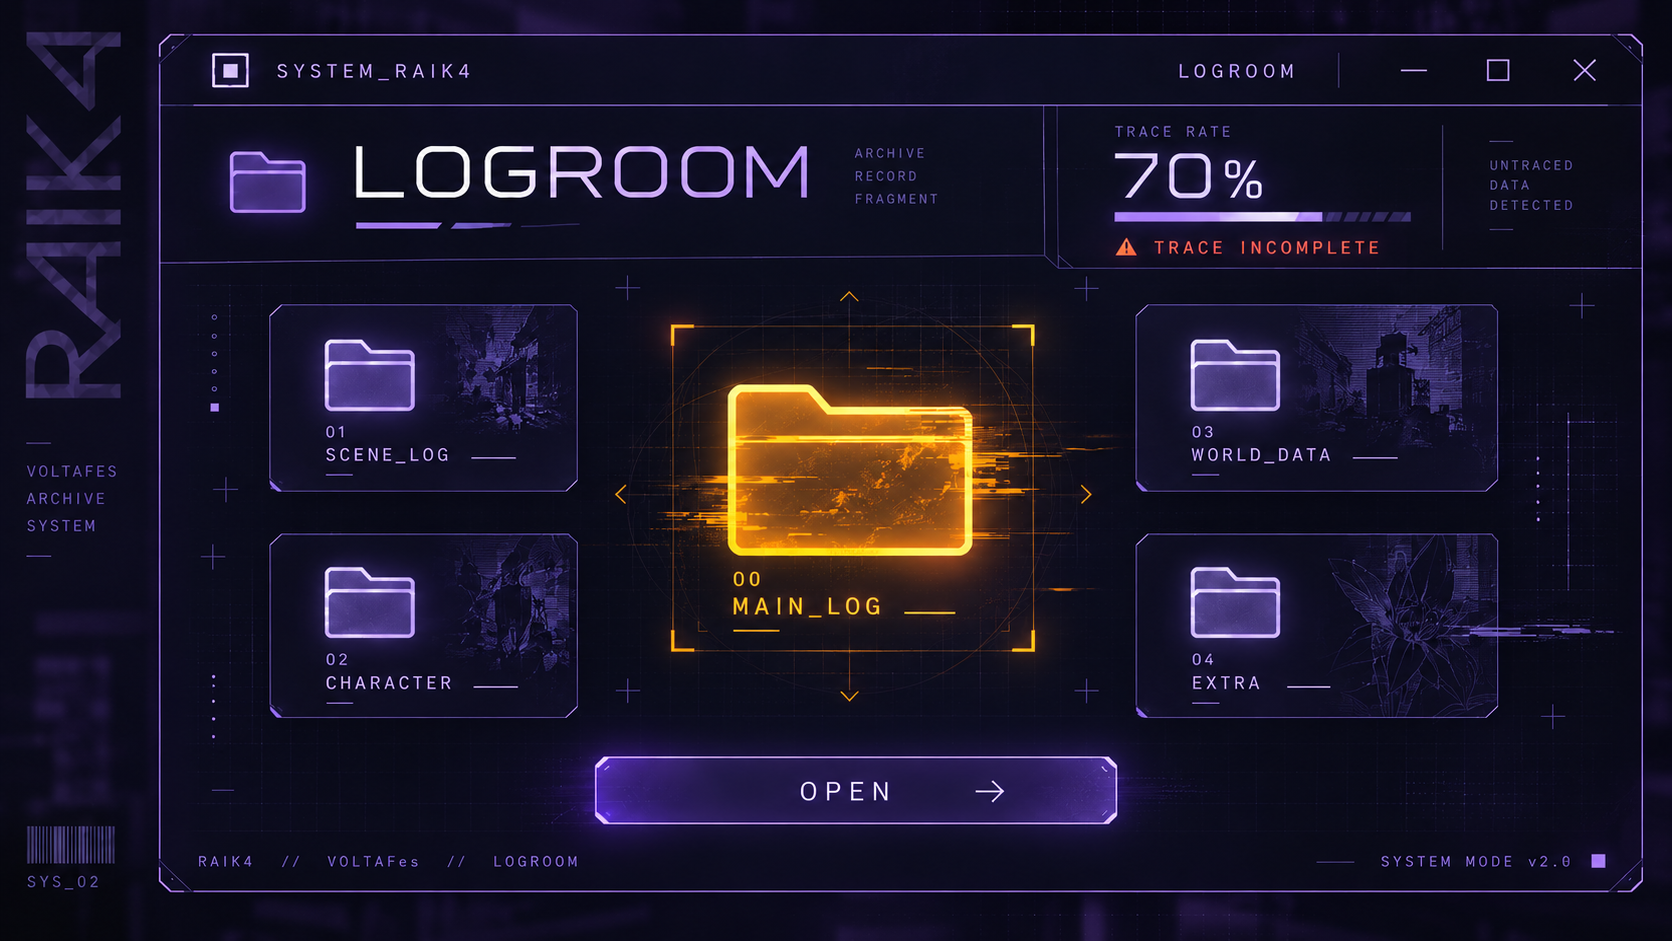 RAIK4
VOLTAFES
ARCHIVE
SYSTEM
SYS_02
SYSTEM_RAIK4
LOGROOM
LOGROOM
ARCHIVE
RECORD
FRAGMENT
TRACE RATE
70%
TRACE INCOMPLETE
UNTRACED
DATA
DETECTED
01
SCENE_LOG
02
CHARACTER
00
MAIN_LOG
03
WORLD_DATA
04
EXTRA
OPEN
RAIK4 // VOLTAFes // LOGROOM
SYSTEM MODE v2.0